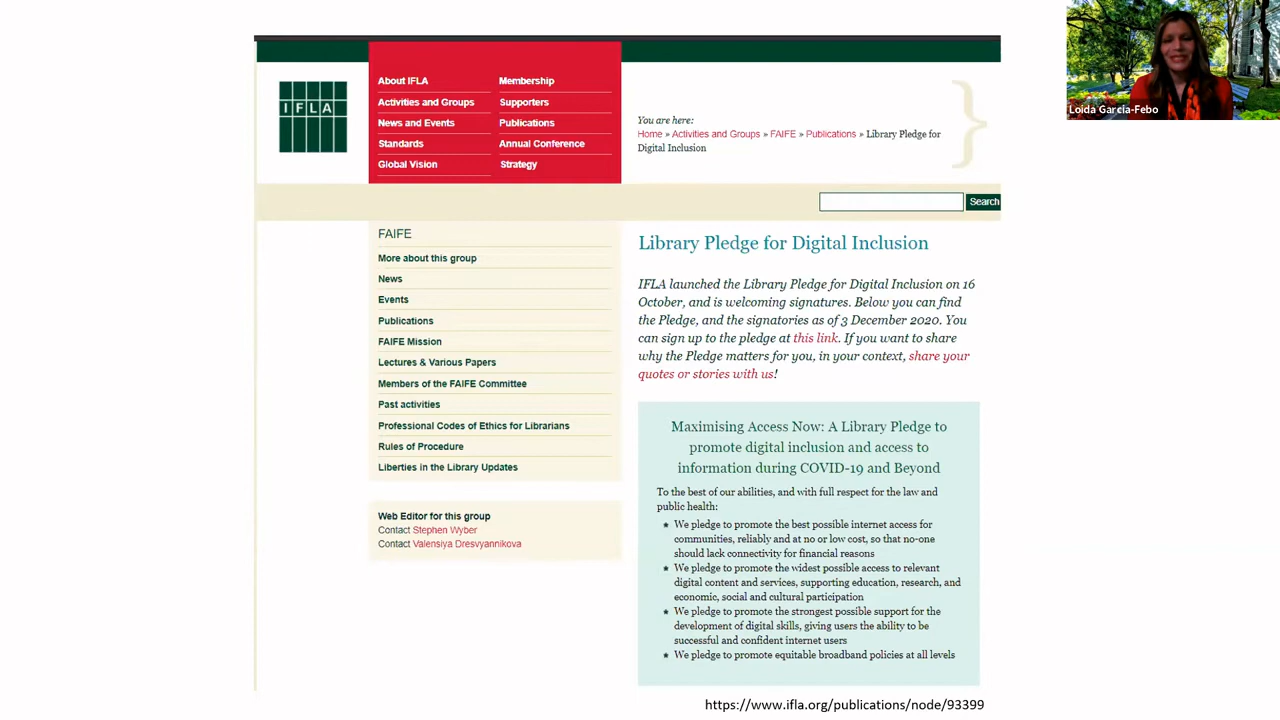 IFLA
About IFLA
Activities and Groups
News and Events
Standards
Global Vision
Membership
Supporters
Publications
Annual Conference
Strategy
You are here:
Home » Activities and Groups » FAIFE » Publications » Library Pledge for
Digital Inclusion
Search
FAIFE
More about this group
News
Events
Publications
FAIFE Mission
Lectures & Various Papers
Members of the FAIFE Committee
Past activities
Professional Codes of Ethics for Librarians
Rules of Procedure
Liberties in the Library Updates
Web Editor for this group
Contact Stephen Wyber
Contact Valensiya Dresvyannikova
Library Pledge for Digital Inclusion
IFLA launched the Library Pledge for Digital Inclusion on 16
October, and is welcoming signatures. Below you can find
the Pledge, and the signatories as of 3 December 2020. You
can sign up to the pledge at this link. If you want to share
why the Pledge matters for you, in your context, share your
quotes or stories with us!
Maximising Access Now: A Library Pledge to
promote digital inclusion and access to
information during COVID-19 and Beyond
To the best of our abilities, and with full respect for the law and
public health:
We pledge to promote the best possible internet access for
communities, reliably and at no or low cost, so that no-one
should lack connectivity for financial reasons
We pledge to promote the widest possible access to relevant
digital content and services, supporting education, research, and
economic, social and cultural participation
We pledge to promote the strongest possible support for the
development of digital skills, giving users the ability to be
successful and confident internet users
We pledge to promote equitable broadband policies at all levels
https://www.ifla.org/publications/node/93399
Loida Garcia-Febo